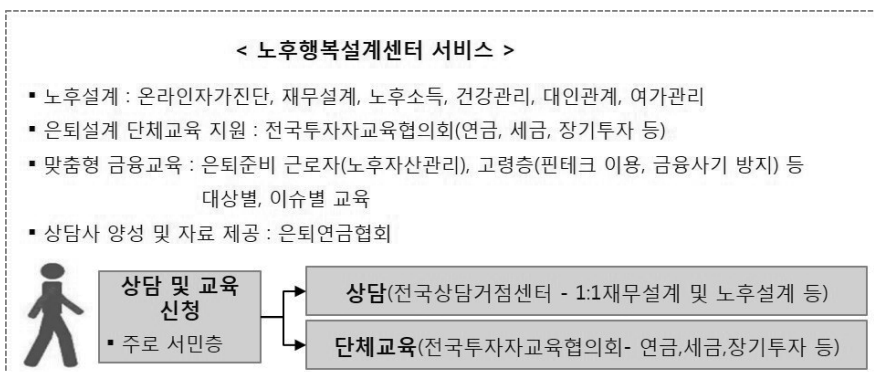 < 노후행복설계센터 서비스 >
▪ 노후설계 : 온라인자가진단, 재무설계, 노후소득, 건강관리, 대인관계, 여가관리
▪ 은퇴설계 단체교육 지원 : 전국투자자교육협의회(연금, 세금, 장기투자 등)
▪ 맞춤형 금융교육 : 은퇴준비 근로자(노후자산관리), 고령층(핀테크 이용, 금융사기 방지) 등
대상별, 이슈별 교육
▪ 상담사 양성 및 자료 제공 : 은퇴연금협회
상담 및 교육
신청
▪ 주로 서민층
상담(전국상담거점센터 - 1:1재무설계 및 노후설계 등)
단체교육(전국투자자교육협의회- 연금,세금,장기투자 등)